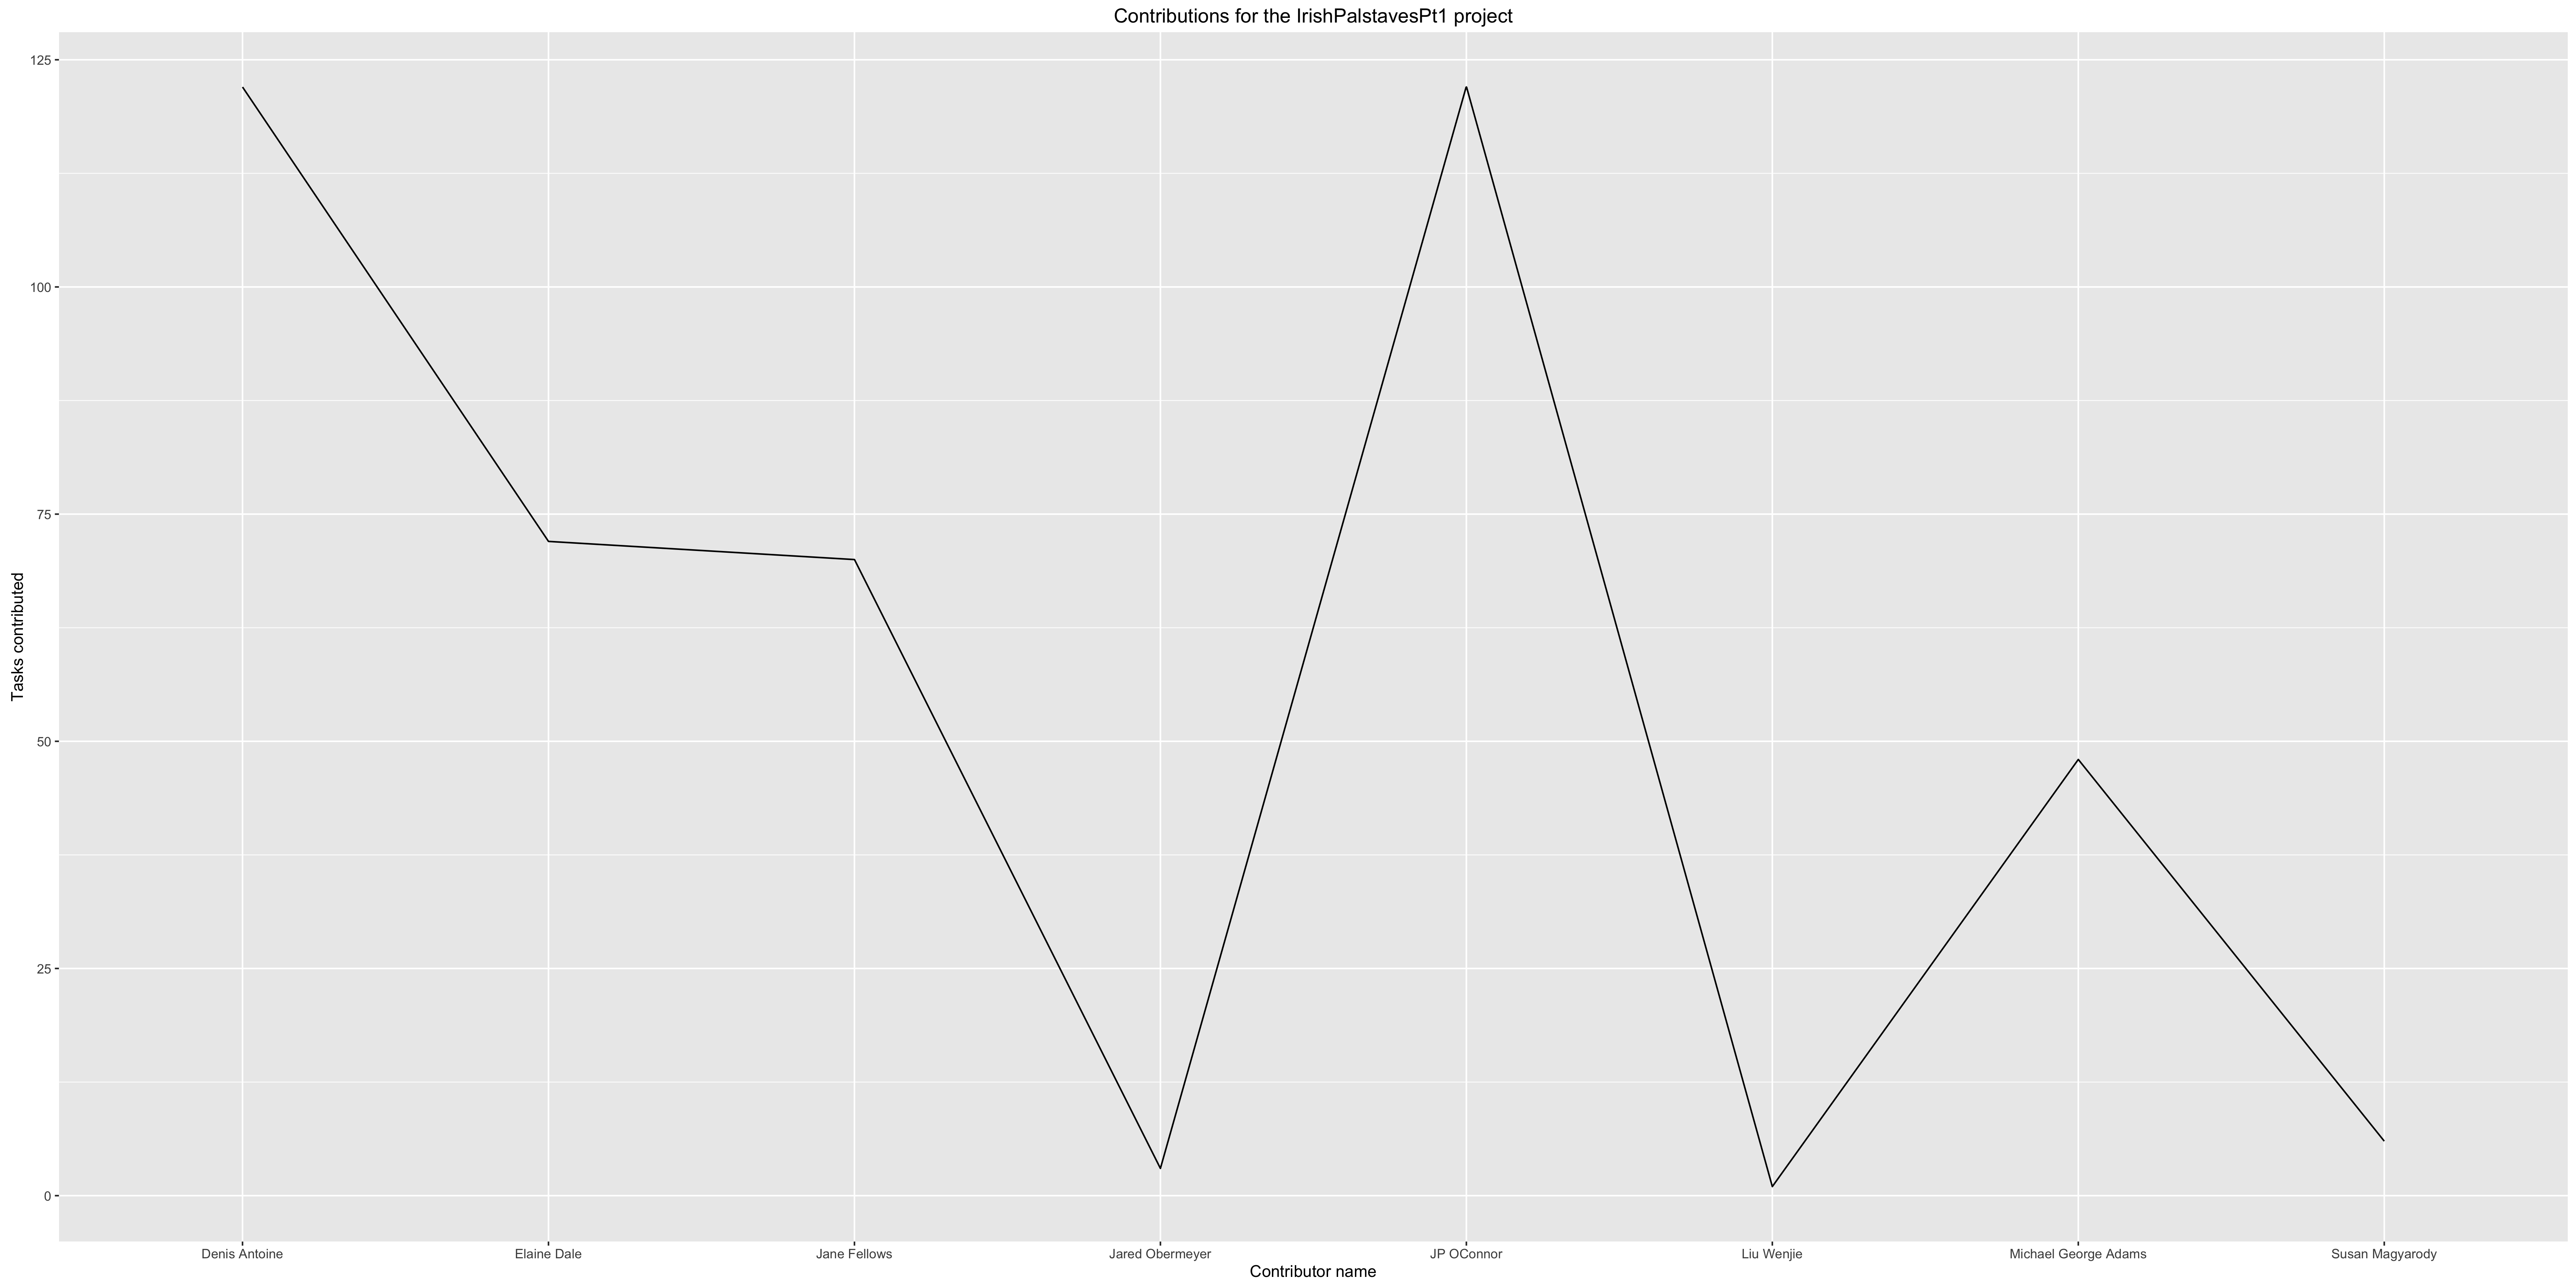 Contributions for the IrishPalstavesPt1 project
125
100
75
50
25
0
Tasks contributed
Denis Antoine
Elaine Dale
Jane Fellows
Jared Obermeyer
JP OConnor
Liu Wenjie
Michael George Adams
Susan Magyarody
Contributor name